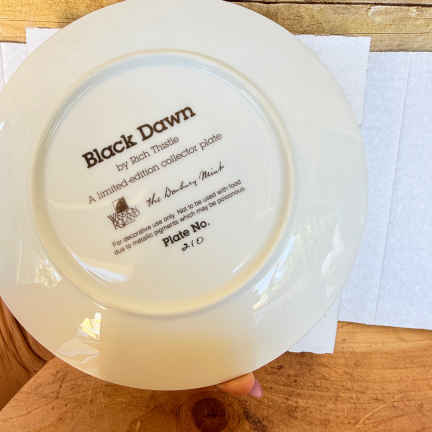 Black Dawn
by Rich Thistle
A limited-edition collector plate
the Danbury Mint
For decorative use only. Not to be used with food
due to metallic pigments which may be poisonous.
Plate No.
210